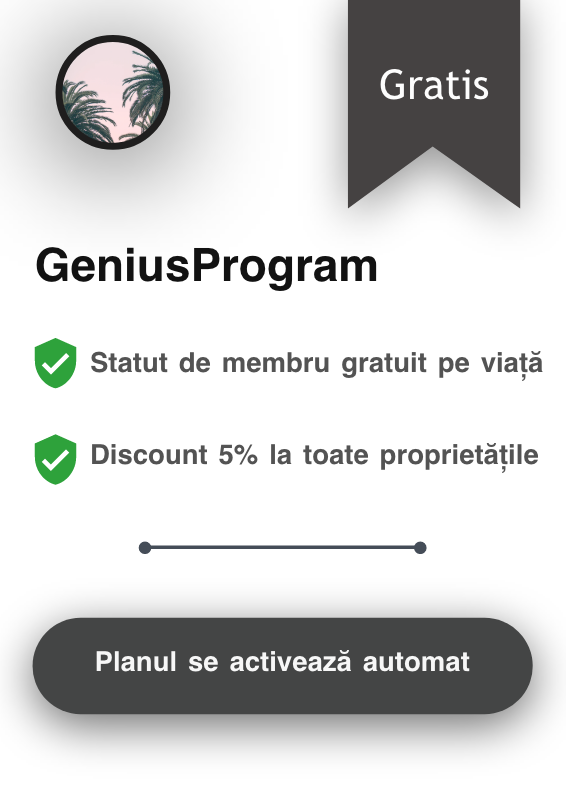 Gratis
GeniusProgram
Statut de membru gratuit pe viață
Discount 5% la toate proprietățile
Planul se activează automat